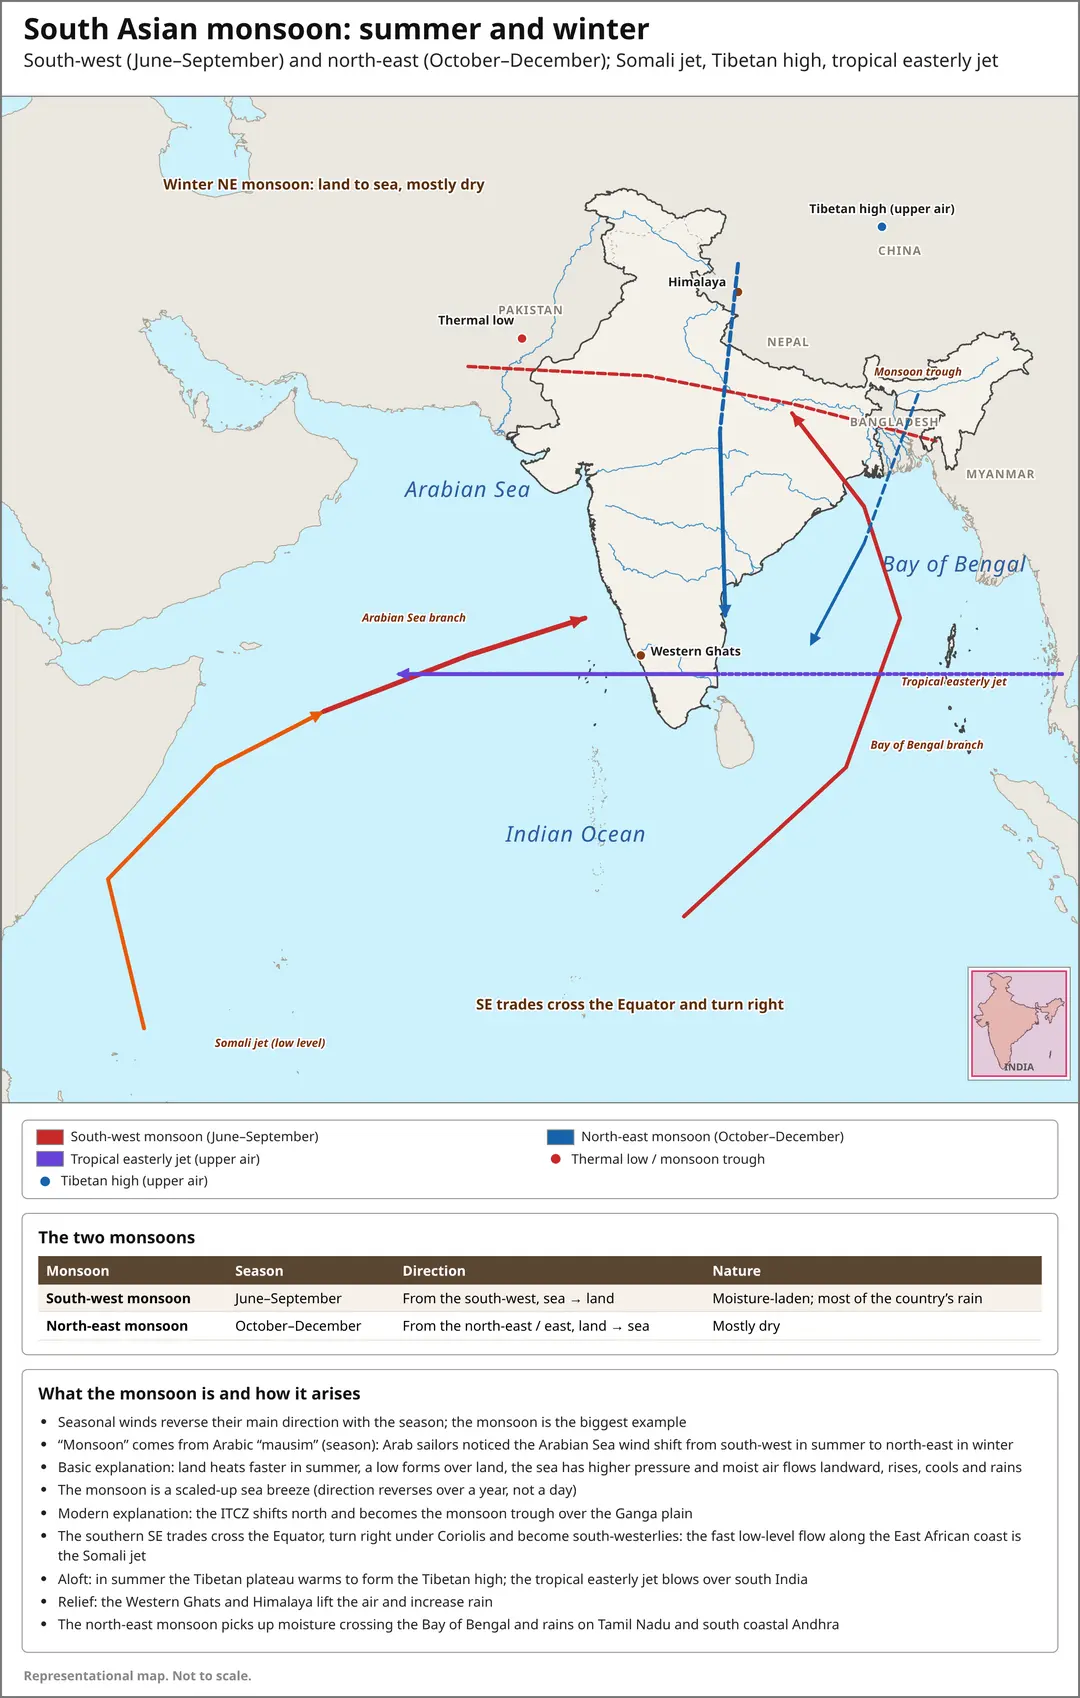 South Asian monsoon: summer and winter
South-west (June–September) and north-east (October–December); Somali jet, Tibetan high, tropical easterly jet
Winter NE monsoon: land to sea, mostly dry
Tibetan high (upper air)
CHINA
Himalaya
PAKISTAN
Thermal low
NEPAL
Monsoon trough
BANGLADESH
MYANMAR
Arabian Sea
Bay of Bengal
Arabian Sea branch
Western Ghats
Tropical easterly jet
Bay of Bengal branch
Indian Ocean
SE trades cross the Equator and turn right
Somali jet (low level)
INDIA
South-west monsoon (June–September)
North-east monsoon (October–December)
Tropical easterly jet (upper air)
Thermal low / monsoon trough
Tibetan high (upper air)
The two monsoons
Monsoon Season Direction Nature
South-west monsoon June–September From the south-west, sea → land Moisture-laden; most of the country’s rain
North-east monsoon October–December From the north-east / east, land → sea Mostly dry
What the monsoon is and how it arises
• Seasonal winds reverse their main direction with the season; the monsoon is the biggest example
• “Monsoon” comes from Arabic “mausim” (season): Arab sailors noticed the Arabian Sea wind shift from south-west in summer to north-east in winter
• Basic explanation: land heats faster in summer, a low forms over land, the sea has higher pressure and moist air flows landward, rises, cools and rains
• The monsoon is a scaled-up sea breeze (direction reverses over a year, not a day)
• Modern explanation: the ITCZ shifts north and becomes the monsoon trough over the Ganga plain
• The southern SE trades cross the Equator, turn right under Coriolis and become south-westerlies: the fast low-level flow along the East African coast is
the Somali jet
• Aloft: in summer the Tibetan plateau warms to form the Tibetan high; the tropical easterly jet blows over south India
• Relief: the Western Ghats and Himalaya lift the air and increase rain
• The north-east monsoon picks up moisture crossing the Bay of Bengal and rains on Tamil Nadu and south coastal Andhra
Representational map. Not to scale.